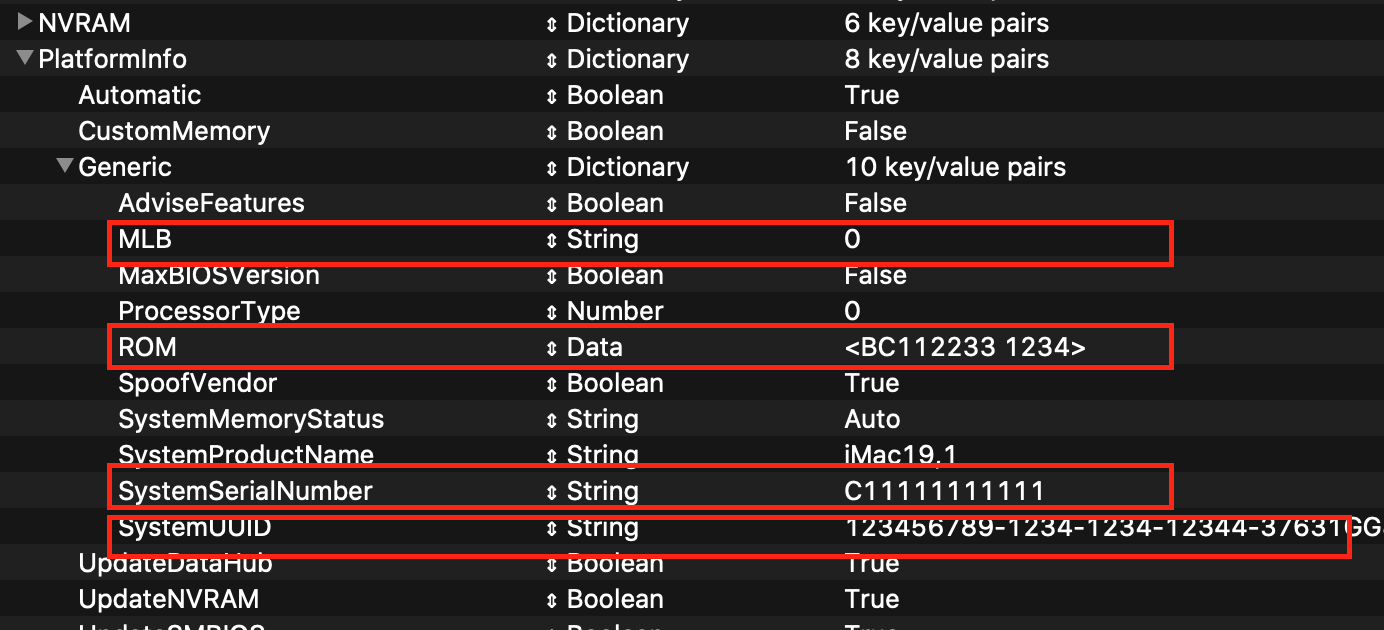 NVRAM Dictionary 6 key/value pairs
PlatformInfo Dictionary 8 key/value pairs
Automatic Boolean True
CustomMemory Boolean False
Generic Dictionary 10 key/value pairs
AdviseFeatures Boolean False
MLB String 0
MaxBIOSVersion Boolean False
ProcessorType Number 0
ROM Data <BC112233 1234>
SpoofVendor Boolean True
SystemMemoryStatus String Auto
SystemProductName String iMac19,1
SystemSerialNumber String C11111111111
SystemUUID String 123456789-1234-1234-12344-37631GG
UpdateDataHub Boolean True
UpdateNVRAM Boolean True
UpdateSMBIOS Boolean True